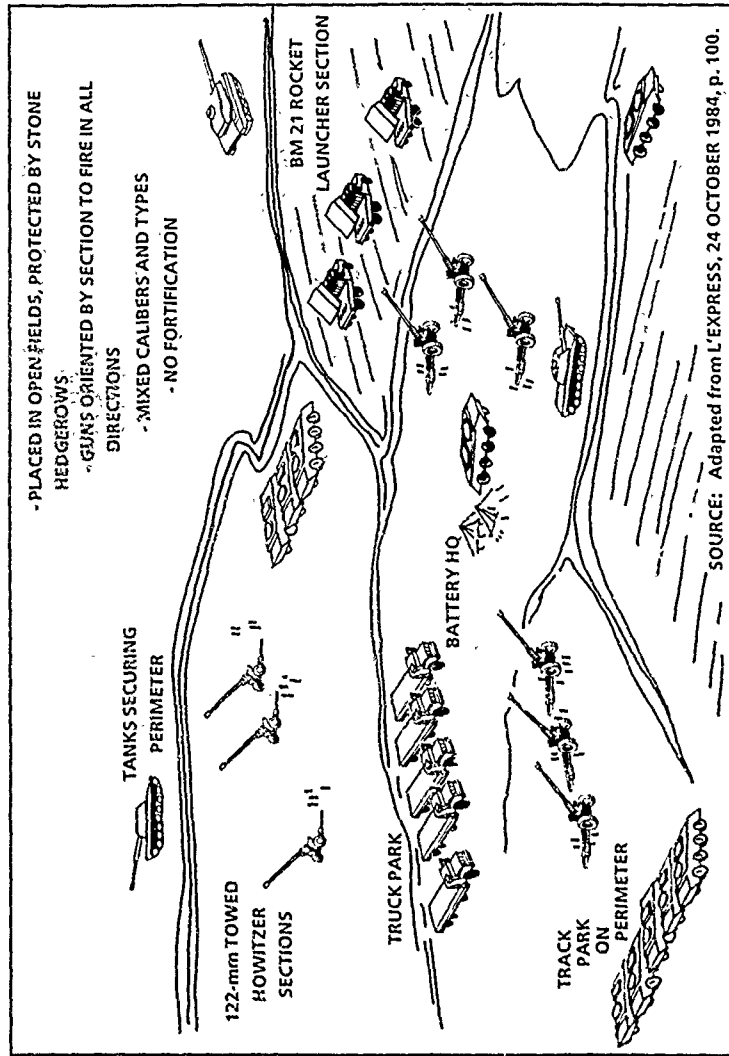 - PLACED IN OPEN FIELDS, PROTECTED BY STONE
HEDGEROWS
- GUNS ORIENTED BY SECTION TO FIRE IN ALL
DIRECTIONS
- MIXED CALIBERS AND TYPES
- NO FORTIFICATION
TANKS SECURING
PERIMETER
BM 21 ROCKET
LAUNCHER SECTION
122-mm TOWED
HOWITZER
SECTIONS
TRUCK PARK
BATTERY HQ
TRACK
PARK
ON
PERIMETER
SOURCE: Adapted from L'EXPRESS, 24 OCTOBER 1984, p. 100.